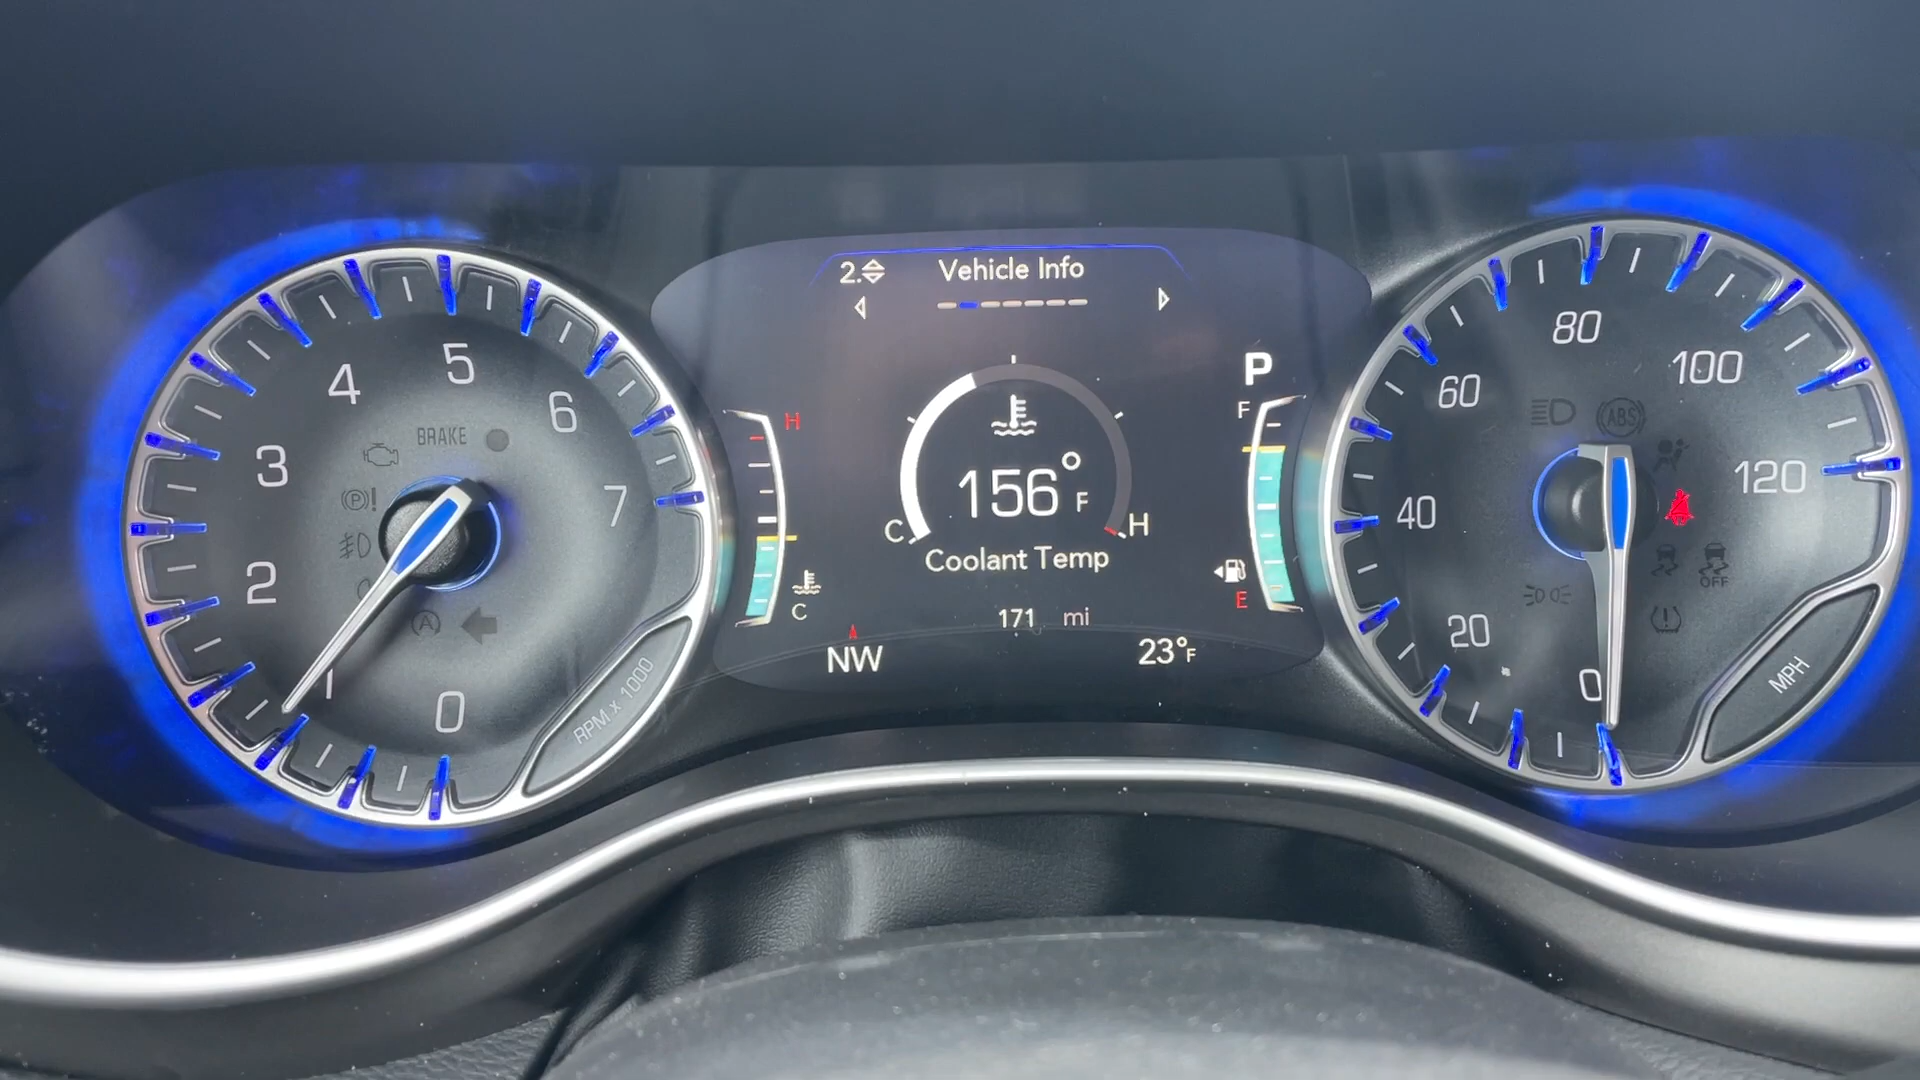 2. Vehicle Info
P
156°F
C H
Coolant Temp
171 mi
NW
23°F
H
C
F
E
0
1
2
3
4
5
6
7
RPM x 1000
BRAKE
(P)!
A
0
20
40
60
80
100
120
MPH
ABS
OFF